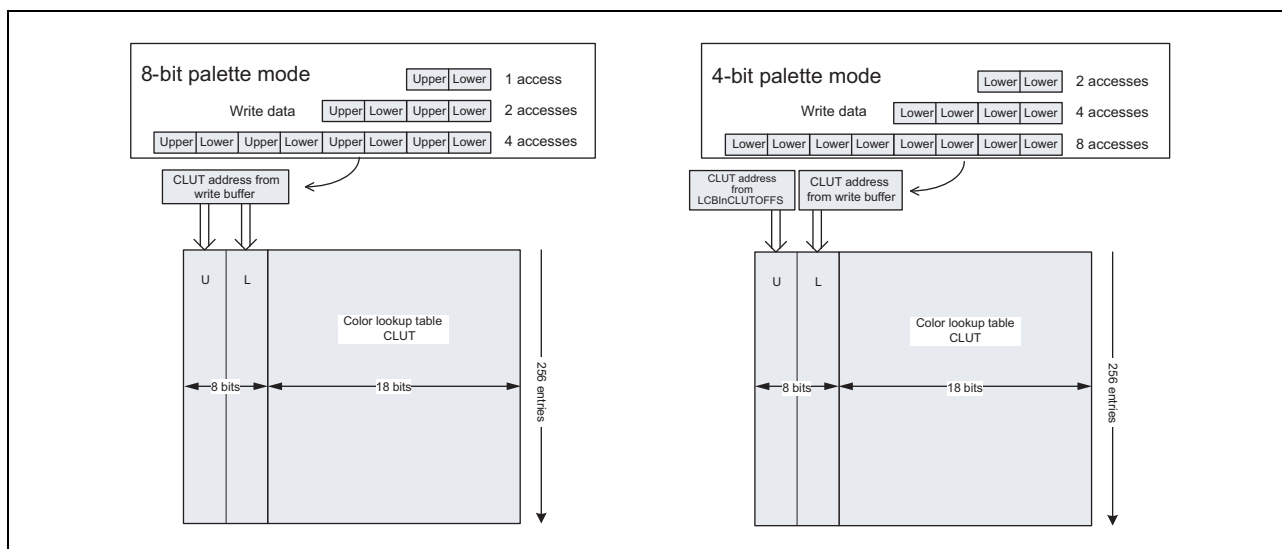 8-bit palette mode
Upper Lower 1 access
Write data Upper Lower Upper Lower 2 accesses
Upper Lower Upper Lower Upper Lower Upper Lower 4 accesses
CLUT address from
write buffer
U L
Color lookup table
CLUT
8 bits 18 bits
256 entries
4-bit palette mode
Lower Lower 2 accesses
Write data Lower Lower Lower Lower 4 accesses
Lower Lower Lower Lower Lower Lower Lower Lower 8 accesses
CLUT address
from
LCBInCLUTOFFS
CLUT address
from write buffer
U L
Color lookup table
CLUT
8 bits 18 bits
256 entries